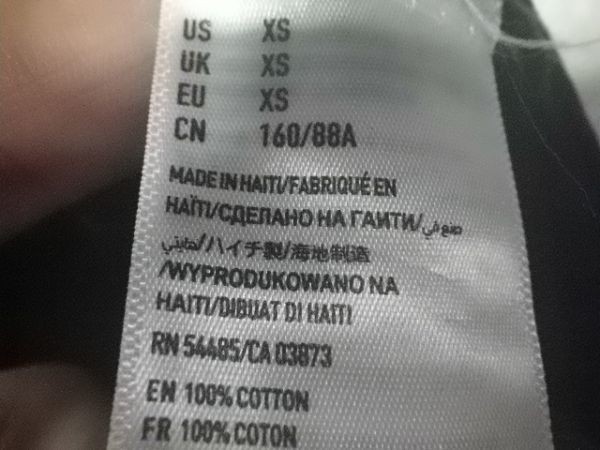 US XS
UK XS
EU XS
CN 160/88A
MADE IN HAITI/FABRIQUÉ EN
HAÏTI/СДЕЛАНО НА ГАИТИ/صنع في
هايتي/ハイチ製/海地制造
/WYPRODUKOWANO NA
HAITI/DIBUAT DI HAITI
RN 54485/CA 03873
EN 100% COTTON
FR 100% COTON